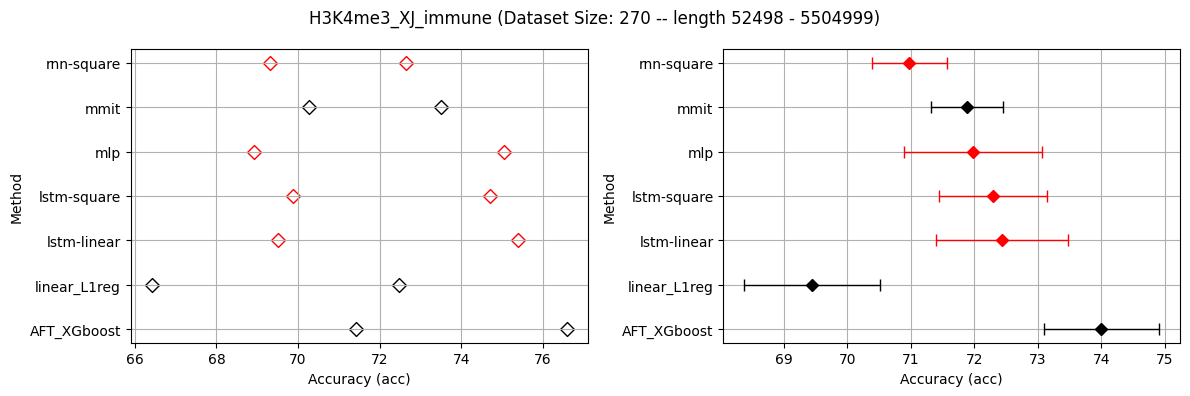 H3K4me3_XJ_immune (Dataset Size: 270 -- length 52498 - 5504999)
Method
rnn-square
mmit
mlp
lstm-square
lstm-linear
linear_L1reg
AFT_XGboost
66 68 70 72 74 76
Accuracy (acc)
Method
rnn-square
mmit
mlp
lstm-square
lstm-linear
linear_L1reg
AFT_XGboost
69 70 71 72 73 74 75
Accuracy (acc)